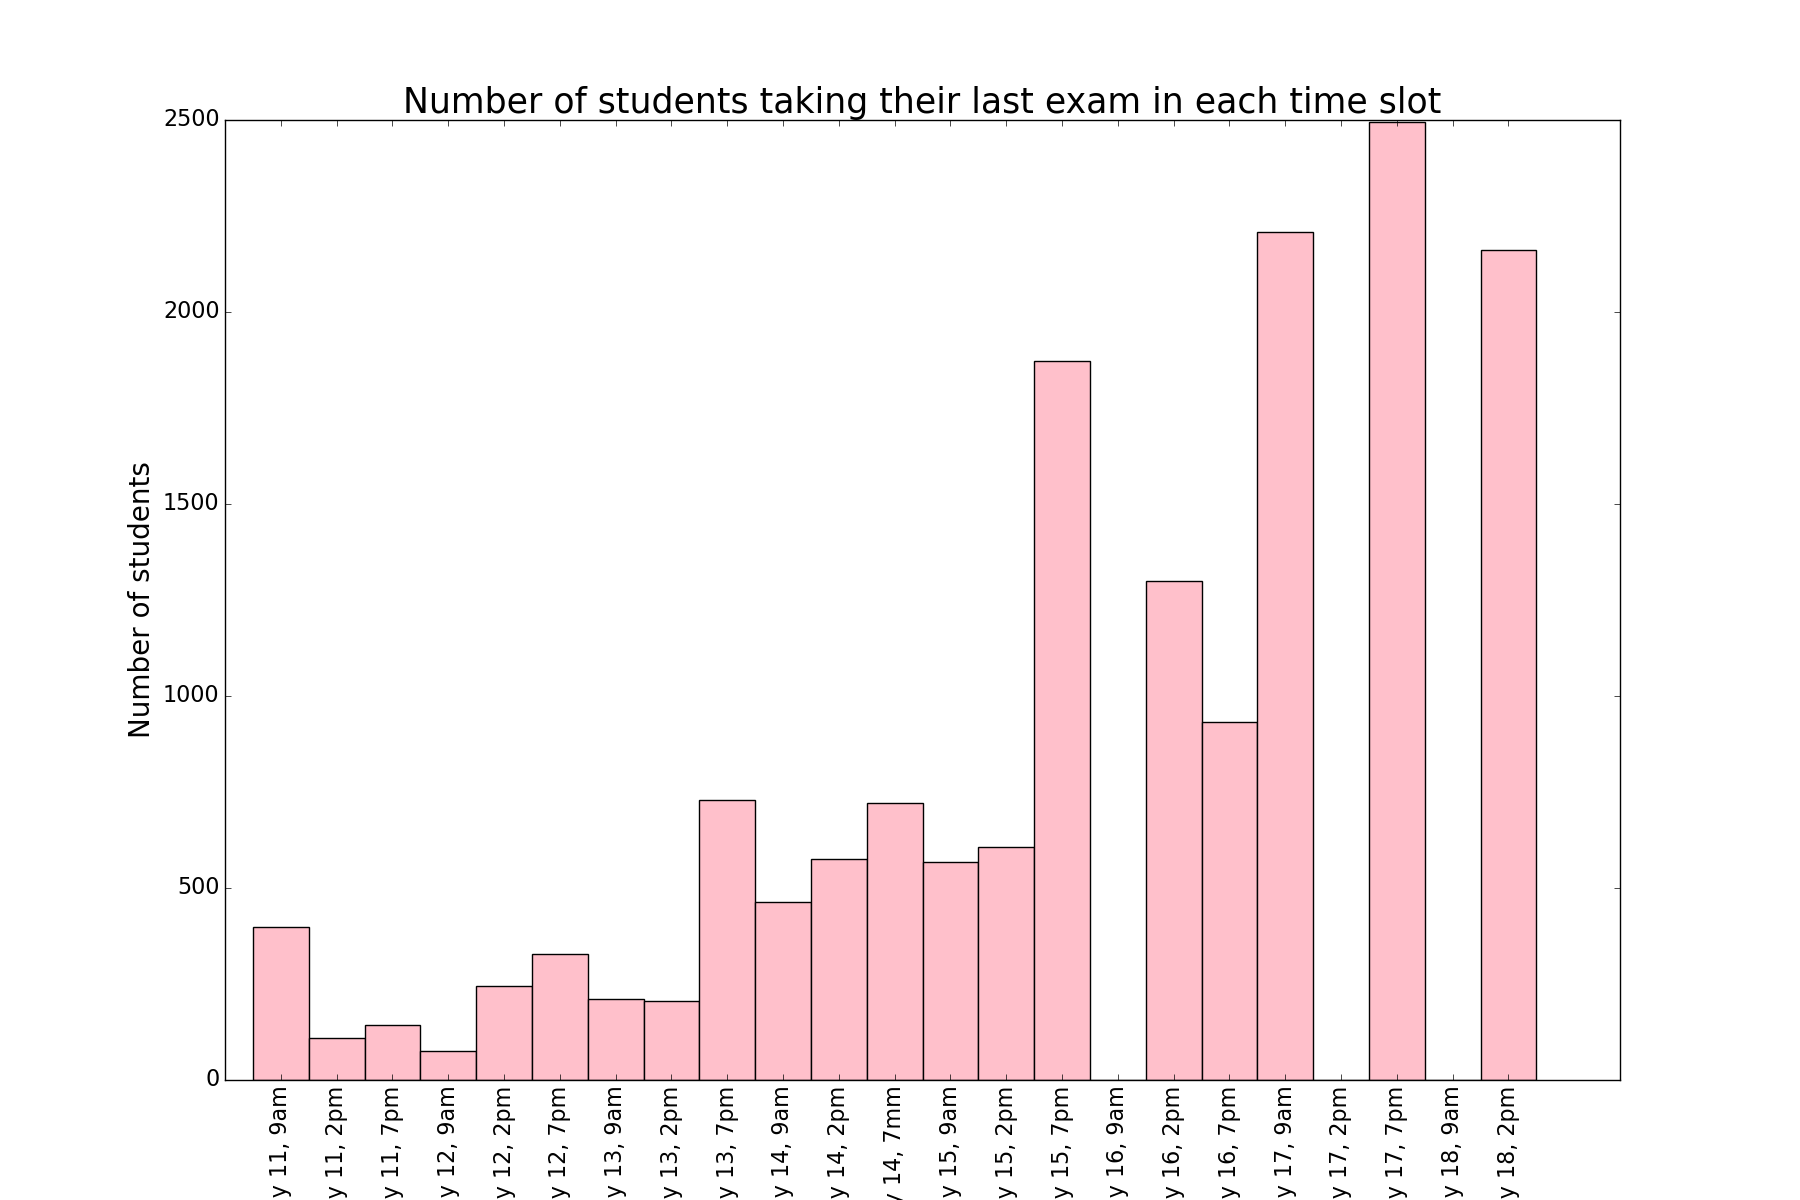 Number of students taking their last exam in each time slot
Number of students
2500
2000
1500
1000
500
0
y 11, 9am
y 11, 2pm
y 11, 7pm
y 12, 9am
y 12, 2pm
y 12, 7pm
y 13, 9am
y 13, 2pm
y 13, 7pm
y 14, 9am
y 14, 2pm
y 14, 7mm
y 15, 9am
y 15, 2pm
y 15, 7pm
y 16, 9am
y 16, 2pm
y 16, 7pm
y 17, 9am
y 17, 2pm
y 17, 7pm
y 18, 9am
y 18, 2pm